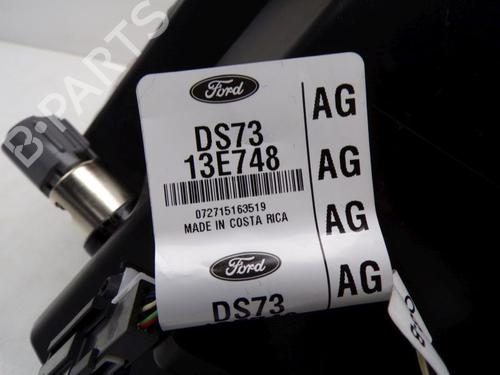 Ford
DS73
13E748
072715163519
MADE IN COSTA RICA
AG
AG
AG
AG
Ford
DS73
B-PARTS